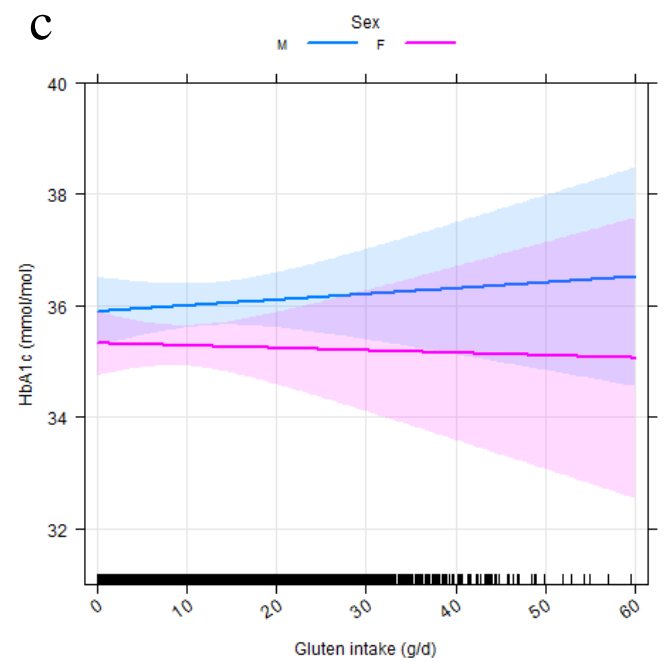 c
Sex
M F
40
38
36
34
32
HbA1c (mmol/mol)
0 10 20 30 40 50 60
Gluten intake (g/d)